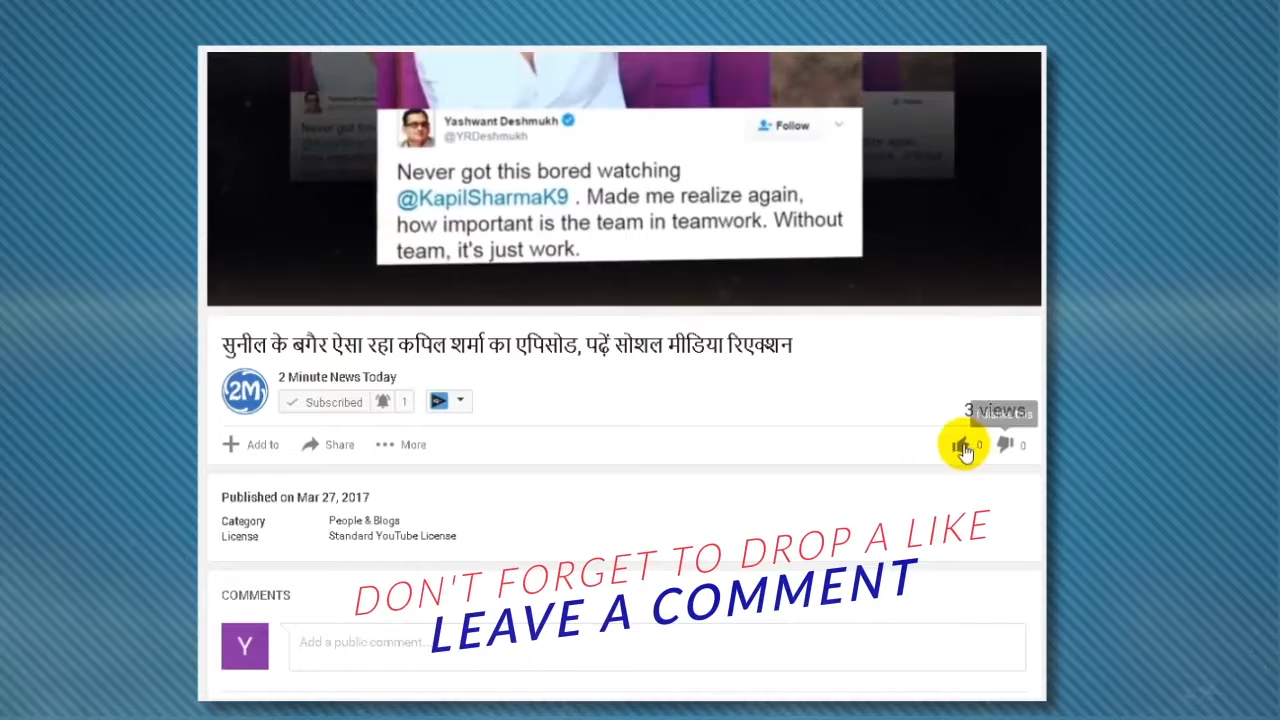 Yashwant Deshmukh
@YRDeshmukh
Follow
Never got this bored watching
@KapilSharmaK9 . Made me realize again,
how important is the team in teamwork. Without
team, it's just work.
सुनील के बगैर ऐसा रहा कपिल शर्मा का एपिसोड, पढ़ें सोशल मीडिया रिएक्शन
2M
2 Minute News Today
Subscribed 1
3 views
Add to Share More 0 0
Published on Mar 27, 2017
Category People & Blogs
License Standard YouTube License
DON'T FORGET TO DROP A LIKE
LEAVE A COMMENT
COMMENTS
Y
Add a public comment...